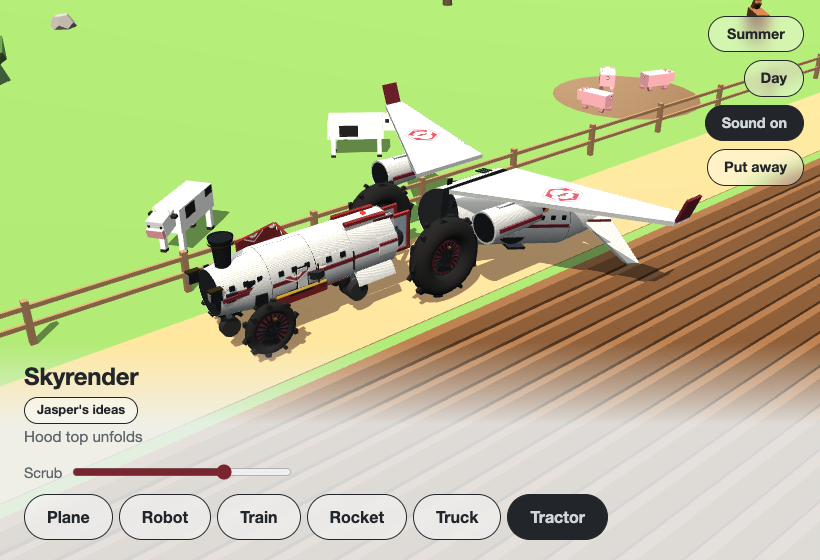 Summer
Day
Sound on
Put away
Skyrender
Jasper's ideas
Hood top unfolds
Scrub
Plane
Robot
Train
Rocket
Truck
Tractor